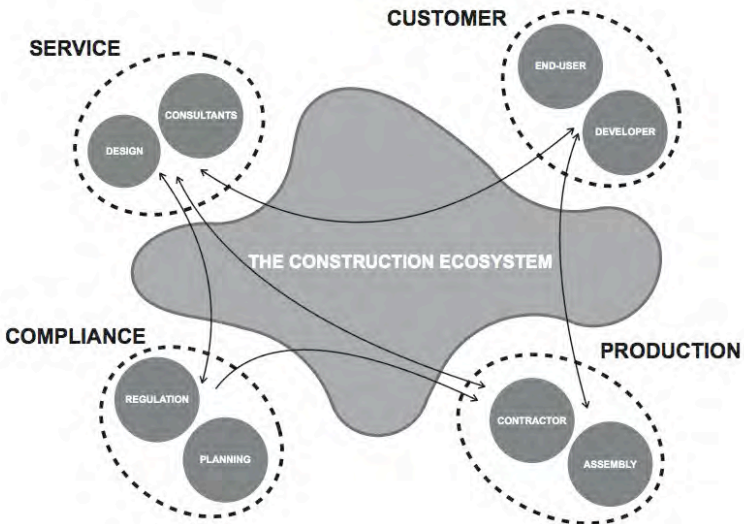 SERVICE
CUSTOMER
CONSULTANTS
DESIGN
END-USER
DEVELOPER
THE CONSTRUCTION ECOSYSTEM
COMPLIANCE
PRODUCTION
REGULATION
PLANNING
CONTRACTOR
ASSEMBLY